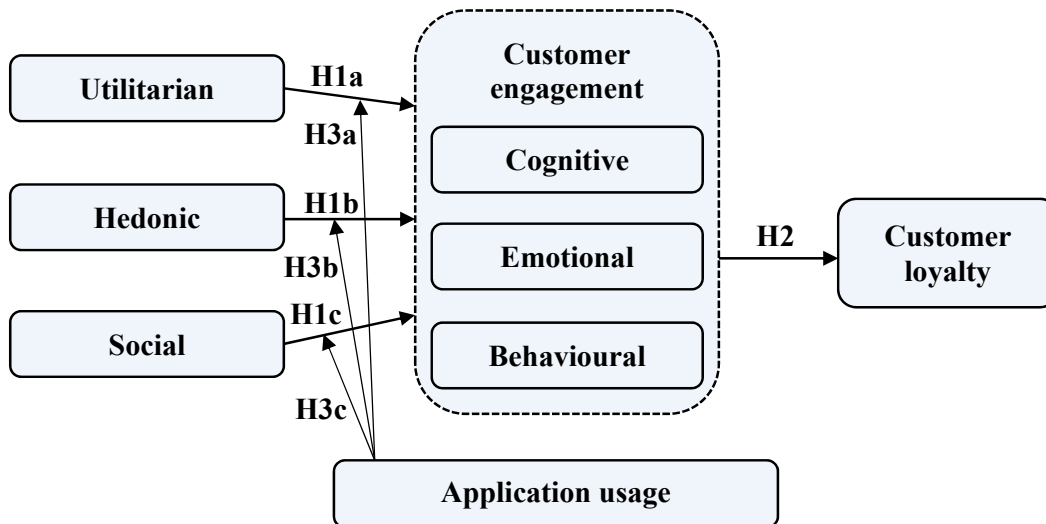 Utilitarian
H1a
H3a
Hedonic
H1b
H3b
Social
H1c
H3c
Customer
engagement
Cognitive
Emotional
Behavioural
H2
Customer
loyalty
Application usage